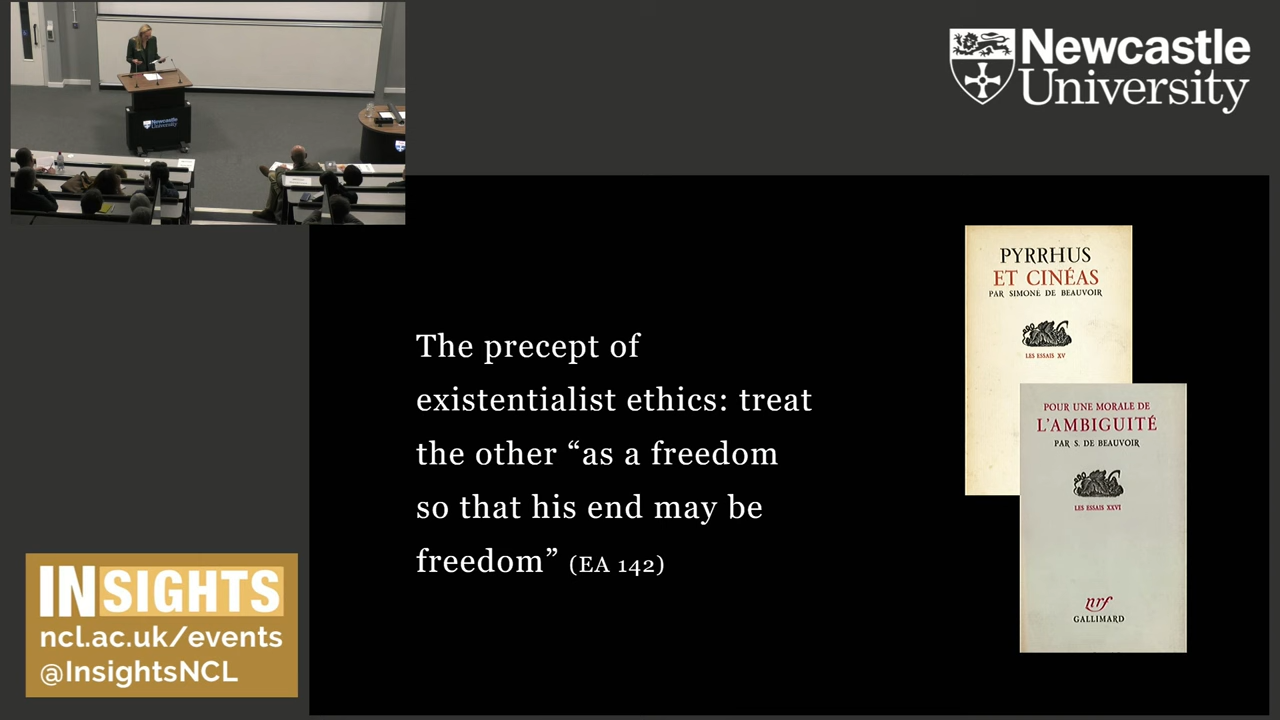 Newcastle
University
Newcastle
University
The precept of
existentialist ethics: treat
the other “as a freedom
so that his end may be
freedom” (EA 142)
PYRRHUS
ET CINÉAS
PAR SIMONE DE BEAUVOIR
LES ESSAIS XV
POUR UNE MORALE DE
L'AMBIGUITÉ
PAR S. DE BEAUVOIR
LES ESSAIS XXVI
nrf
GALLIMARD
INSIGHTS
ncl.ac.uk/events
@InsightsNCL